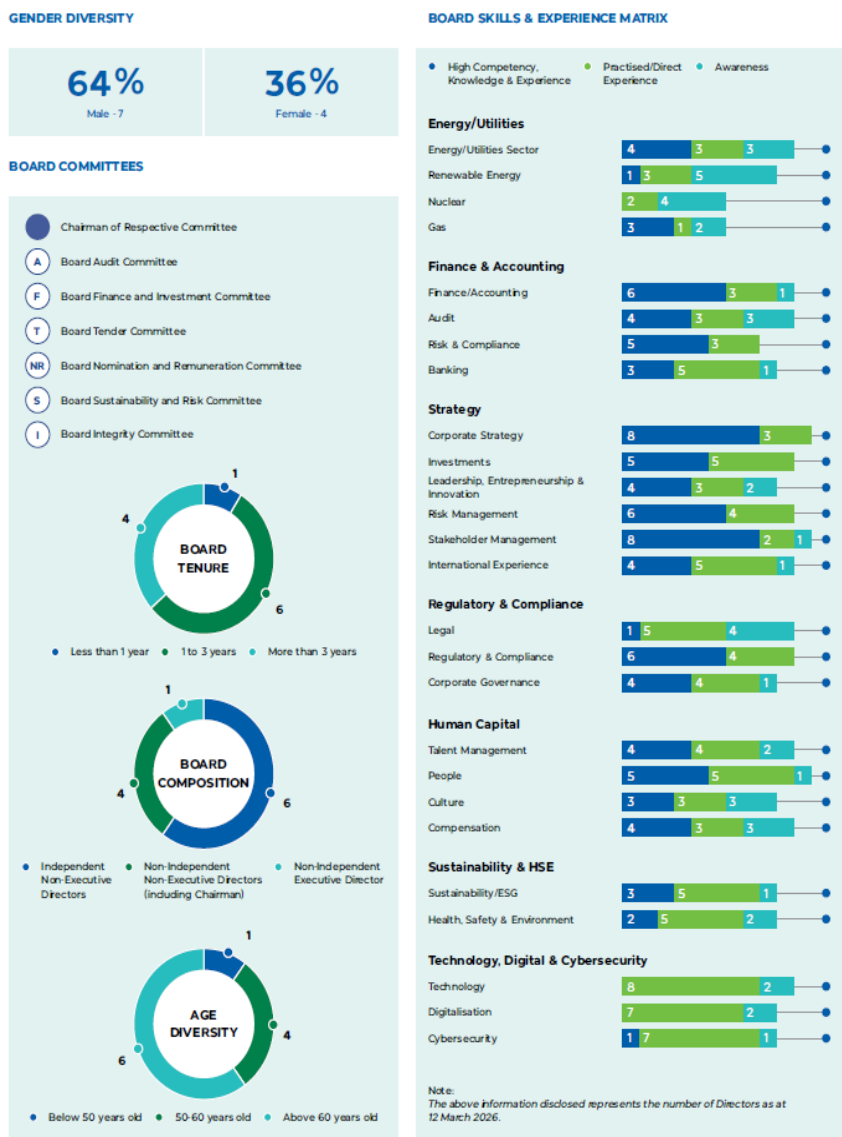 GENDER DIVERSITY
64%
Male - 7
36%
Female - 4
BOARD COMMITTEES
Chairman of Respective Committee
A Board Audit Committee
F Board Finance and Investment Committee
T Board Tender Committee
NR Board Nomination and Remuneration Committee
S Board Sustainability and Risk Committee
I Board Integrity Committee
1
4
BOARD
TENURE
6
Less than 1 year 1 to 3 years More than 3 years
1
BOARD
COMPOSITION
4
6
Independent
Non-Executive
Directors
Non-Independent
Non-Executive Directors
(including Chairman)
Non-Independent
Executive Director
1
AGE
DIVERSITY
4
6
Below 50 years old 50-60 years old Above 60 years old
BOARD SKILLS & EXPERIENCE MATRIX
High Competency,
Knowledge & Experience
Practised/Direct
Experience
Awareness
Energy/Utilities
Energy/Utilities Sector 4 3 3
Renewable Energy 1 3 5
Nuclear 2 4
Gas 3 1 2
Finance & Accounting
Finance/Accounting 6 3 1
Audit 4 3 3
Risk & Compliance 5 3
Banking 3 5 1
Strategy
Corporate Strategy 8 3
Investments 5 5
Leadership, Entrepreneurship &
Innovation 4 3 2
Risk Management 6 4
Stakeholder Management 8 2 1
International Experience 4 5 1
Regulatory & Compliance
Legal 1 5 4
Regulatory & Compliance 6 4
Corporate Governance 4 4 1
Human Capital
Talent Management 4 4 2
People 5 5 1
Culture 3 3 3
Compensation 4 3 3
Sustainability & HSE
Sustainability/ESG 3 5 1
Health, Safety & Environment 2 5 2
Technology, Digital & Cybersecurity
Technology 8 2
Digitalisation 7 2
Cybersecurity 1 7 1
Note:
The above information disclosed represents the number of Directors as at
12 March 2026.